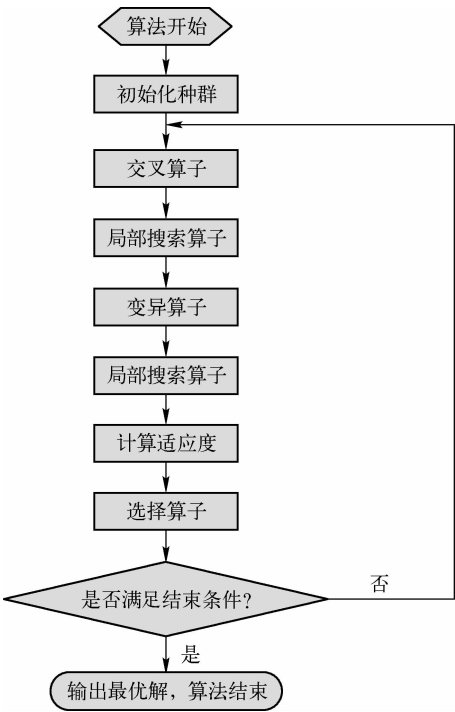 算法开始
初始化种群
交叉算子
局部搜索算子
变异算子
局部搜索算子
计算适应度
选择算子
是否满足结束条件?
否
是
输出最优解，算法结束